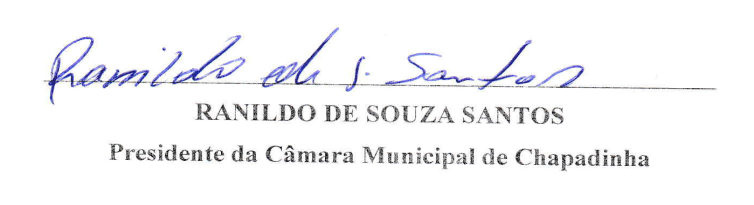 Ranildo de S. Santos
RANILDO DE SOUZA SANTOS
Presidente da Câmara Municipal de Chapadinha